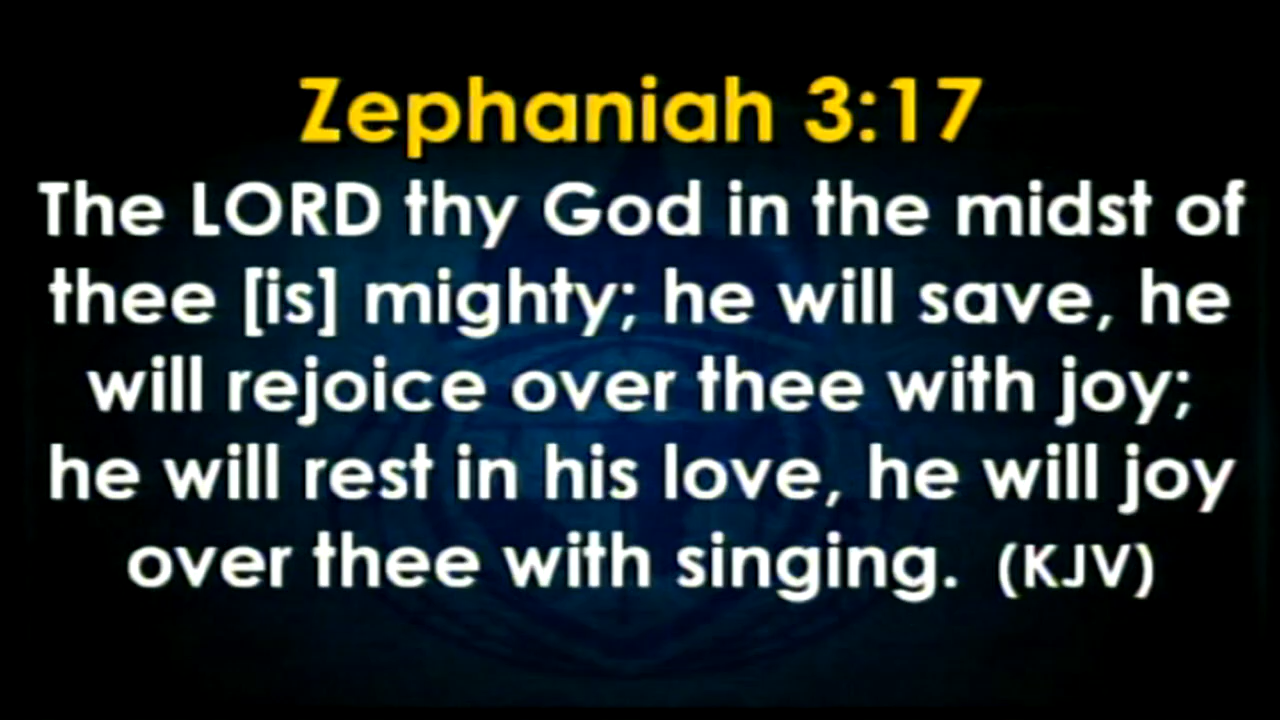 Zephaniah 3:17
The LORD thy God in the midst of
thee [is] mighty; he will save, he
will rejoice over thee with joy;
he will rest in his love, he will joy
over thee with singing. (KJV)